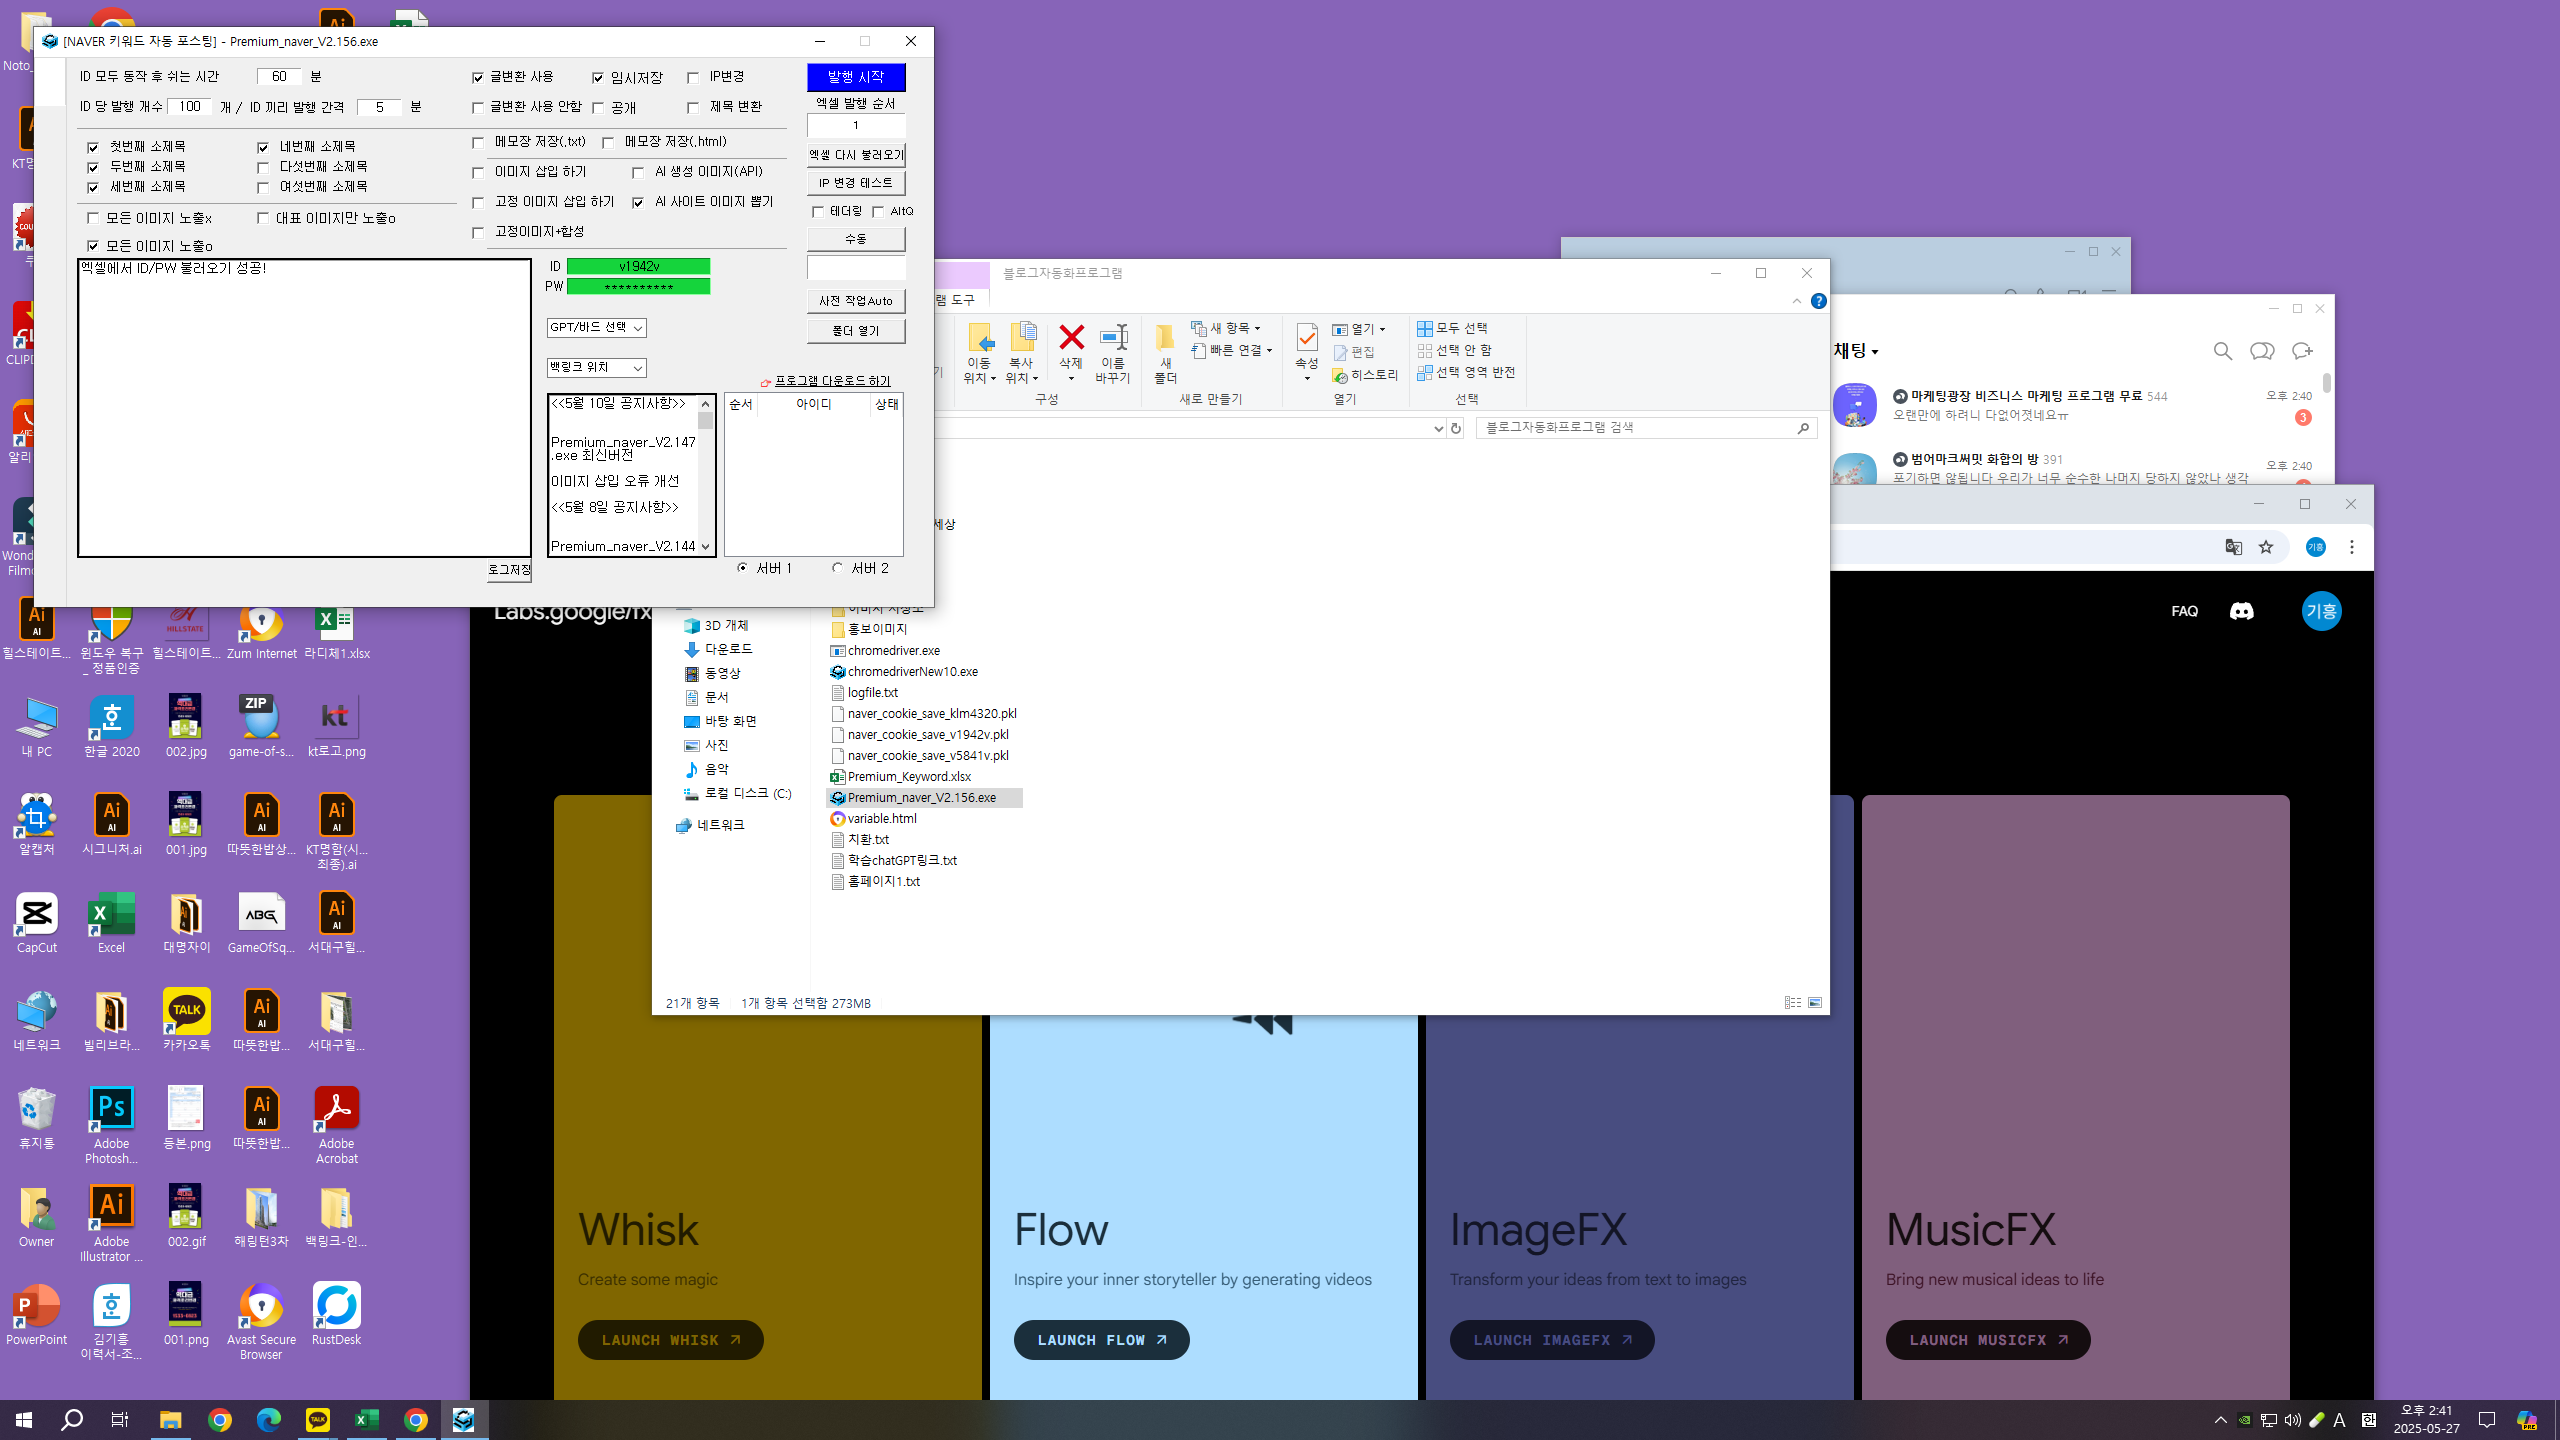 [NAVER 키워드 자동 포스팅] - Premium_naver_V2.156.exe
ID 모두 동작 후 쉬는 시간 60 분
ID 당 발행 개수 100 개 / ID 끼리 발행 간격 5 분
글변환 사용 임시저장 IP변경
글변환 사용 안함 공개 제목 변환
발행 시작
엑셀 발행 순서
1
엑셀 다시 불러오기
IP 변경 테스트
테더링 AltQ
수동
사전 작업Auto
폴더 열기
첫번째 소제목 네번째 소제목
두번째 소제목 다섯번째 소제목
세번째 소제목 여섯번째 소제목
모든 이미지 노출x 대표 이미지만 노출o
모든 이미지 노출o
메모장 저장(.txt) 메모장 저장(.html)
이미지 삽입 하기 AI 생성 이미지(API)
고정 이미지 삽입 하기 AI 사이트 이미지 뽑기
고정이미지+합성
엑셀에서 ID/PW 불러오기 성공!
ID v1942v
PW **********
GPT/바드 선택
백링크 위치
프로그램 다운로드 하기
<<5월 10일 공지사항>>
Premium_naver_V2.147
.exe 최신버전
이미지 삽입 오류 개선
<<5월 8일 공지사항>>
Premium_naver_V2.144
순서 아이디 상태
서버 1 서버 2
로그저장
블로그자동화프로그램
램 도구
이동 위치
복사 위치
삭제
이름 바꾸기
구성
새 폴더
새 항목
빠른 연결
새로 만들기
속성
열기
편집
히스토리
열기
모두 선택
선택 안 함
선택 영역 반전
선택
블로그자동화프로그램 검색
세상
3D 개체
다운로드
동영상
문서
바탕 화면
사진
음악
로컬 디스크 (C:)
네트워크
이미지 저장소
홍보이미지
chromedriver.exe
chromedriverNew10.exe
logfile.txt
naver_cookie_save_klm4320.pkl
naver_cookie_save_v1942v.pkl
naver_cookie_save_v5841v.pkl
Premium_Keyword.xlsx
Premium_naver_V2.156.exe
variable.html
치환.txt
학습chatGPT링크.txt
홈페이지1.txt
21개 항목 1개 항목 선택함 273MB
채팅
마케팅광장 비즈니스 마케팅 프로그램 무료 544 오후 2:40
오랜만에 하려니 다없어졋네요ㅠ 3
범어마크써밋 화합의 방 391 오후 2:40
포기하면 않됩니다 우리가 너무 순수한 나머지 당하지 않았나 생각
기흥
Labs.google/fx
FAQ
기흥
Whisk
Create some magic
LAUNCH WHISK
Flow
Inspire your inner storyteller by generating videos
LAUNCH FLOW
ImageFX
Transform your ideas from text to images
LAUNCH IMAGEFX
MusicFX
Bring new musical ideas to life
LAUNCH MUSICFX
힐스테이트...
윈도우 복구
_ 정품인증
HILLSTATE
힐스테이트...
Zum Internet
라디체1.xlsx
내 PC
한글 2020
002.jpg
ZIP
game-of-s...
kt
kt로고.png
알캡처
시그니처.ai
001.jpg
따뜻한밥상...
KT명함(시...
최종).ai
CapCut
Excel
대명자이
ABG
GameOfSq...
서대구힐...
네트워크
빌리브라...
TALK
카카오톡
따뜻한밥...
서대구힐...
휴지통
Adobe
Photosh...
등본.png
따뜻한밥...
Adobe
Acrobat
Owner
Adobe
Illustrator ...
002.gif
해링턴3차
백링크-인...
PowerPoint
김기흥
이력서-조...
001.png
Avast Secure
Browser
RustDesk
A 한
오후 2:41
2025-05-27